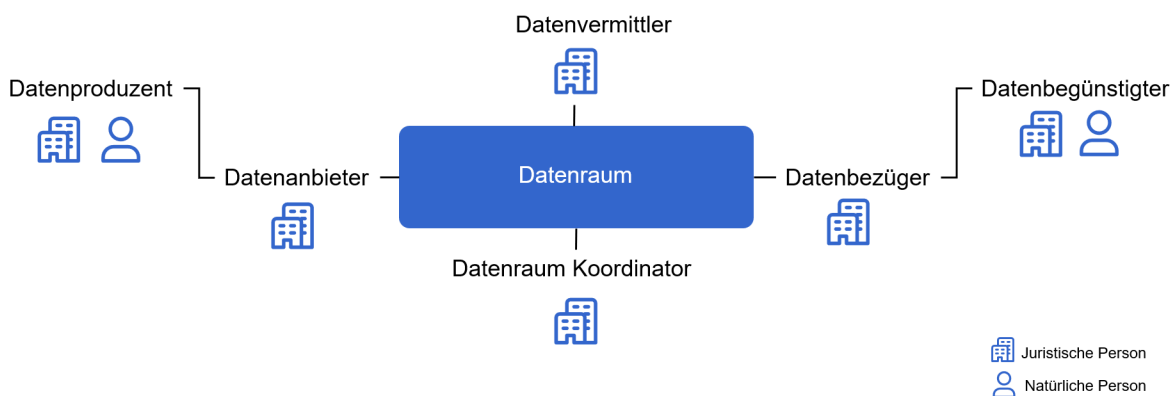 Datenvermittler
Datenproduzent
Datenbegünstigter
Datenanbieter
Datenraum
Datenbezüger
Datenraum Koordinator
Juristische Person
Natürliche Person